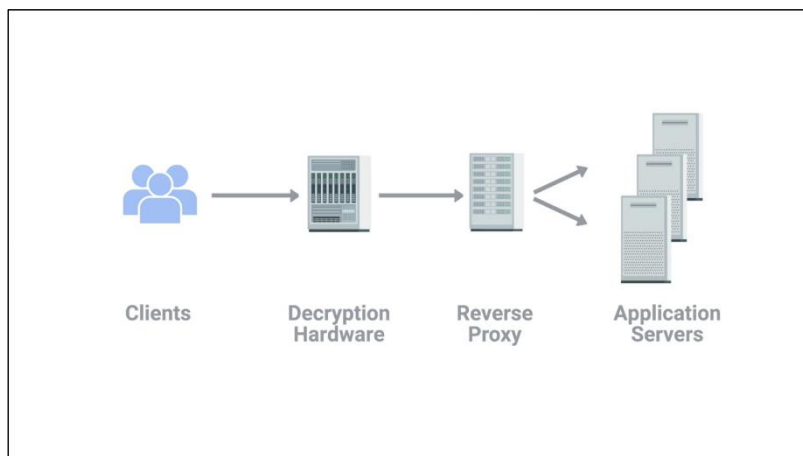 Clients
Decryption
Hardware
Reverse
Proxy
Application
Servers